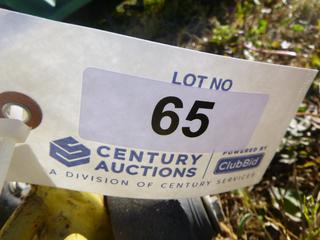 LOT NO
65
CENTURY AUCTIONS
POWERED BY
ClubBid
A DIVISION OF CENTURY SERVICES